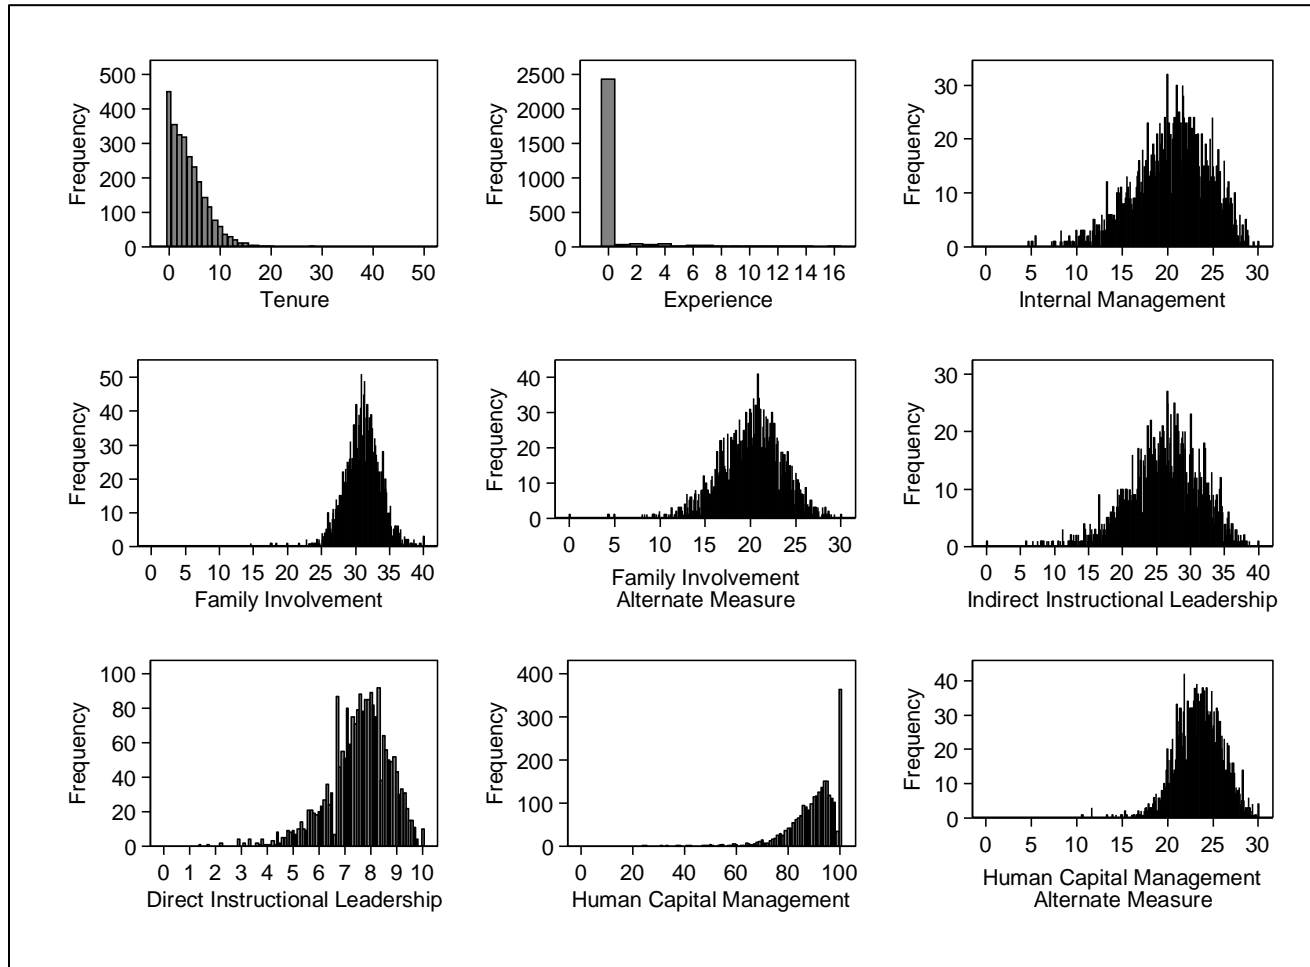 Frequency
500
400
300
200
100
0
0 10 20 30 40 50
Tenure
Frequency
2500
2000
1500
1000
500
0
0 2 4 6 8 10 12 14 16
Experience
Frequency
30
20
10
0
0 5 10 15 20 25 30
Internal Management
Frequency
50
40
30
20
10
0
0 5 10 15 20 25 30 35 40
Family Involvement
Frequency
40
30
20
10
0
0 5 10 15 20 25 30
Family Involvement
Alternate Measure
Frequency
30
20
10
0
0 5 10 15 20 25 30 35 40
Indirect Instructional Leadership
Frequency
100
80
60
40
20
0
0 1 2 3 4 5 6 7 8 9 10
Direct Instructional Leadership
Frequency
400
300
200
100
0
0 20 40 60 80 100
Human Capital Management
Frequency
40
30
20
10
0
0 5 10 15 20 25 30
Human Capital Management
Alternate Measure